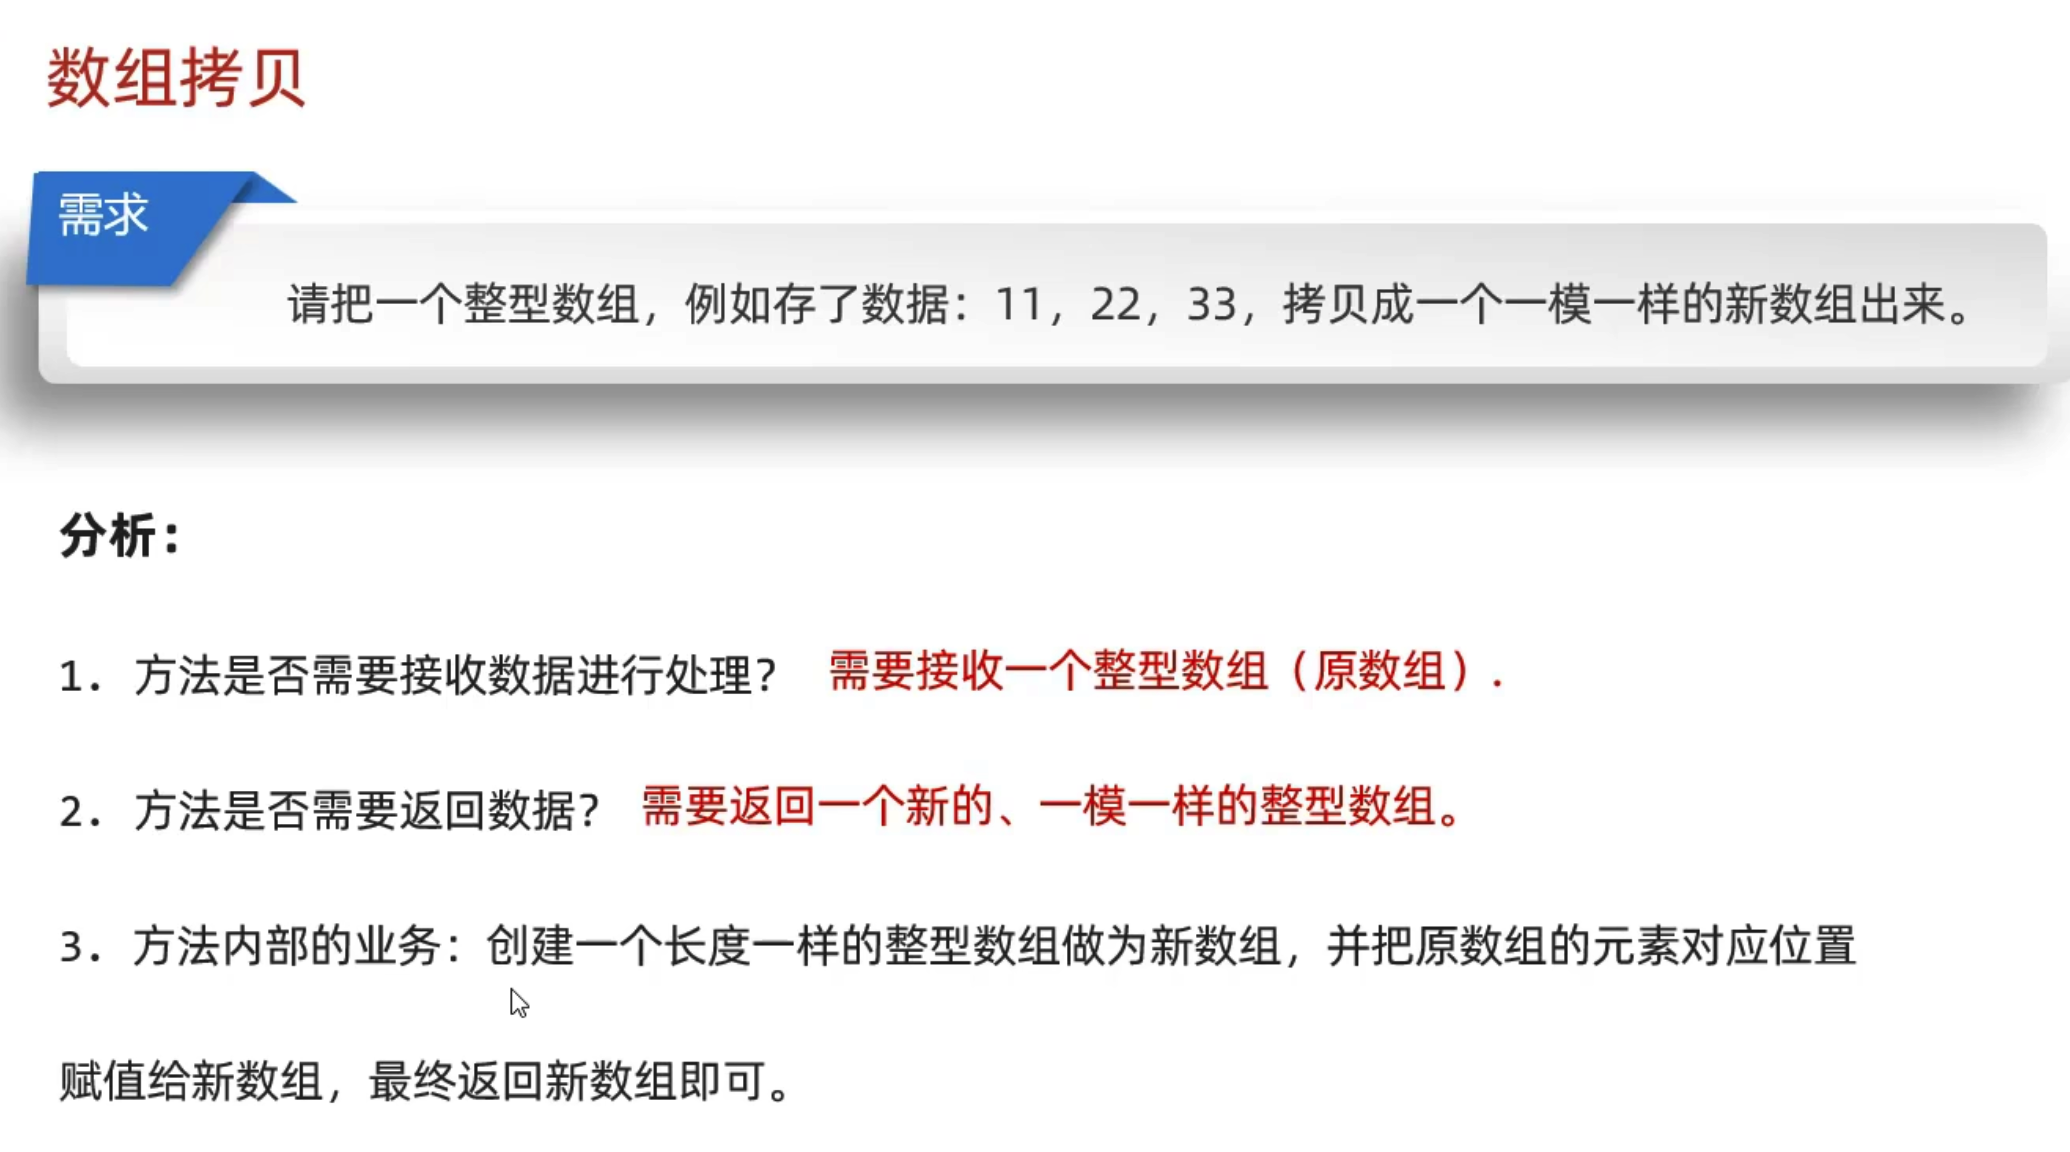 数组拷贝
需求
请把一个整型数组，例如存了数据：11，22，33，拷贝成一个一模一样的新数组出来。
分析：
1. 方法是否需要接收数据进行处理？ 需要接收一个整型数组（原数组）.
2. 方法是否需要返回数据？ 需要返回一个新的、一模一样的整型数组。
3. 方法内部的业务：创建一个长度一样的整型数组做为新数组，并把原数组的元素对应位置
赋值给新数组，最终返回新数组即可。